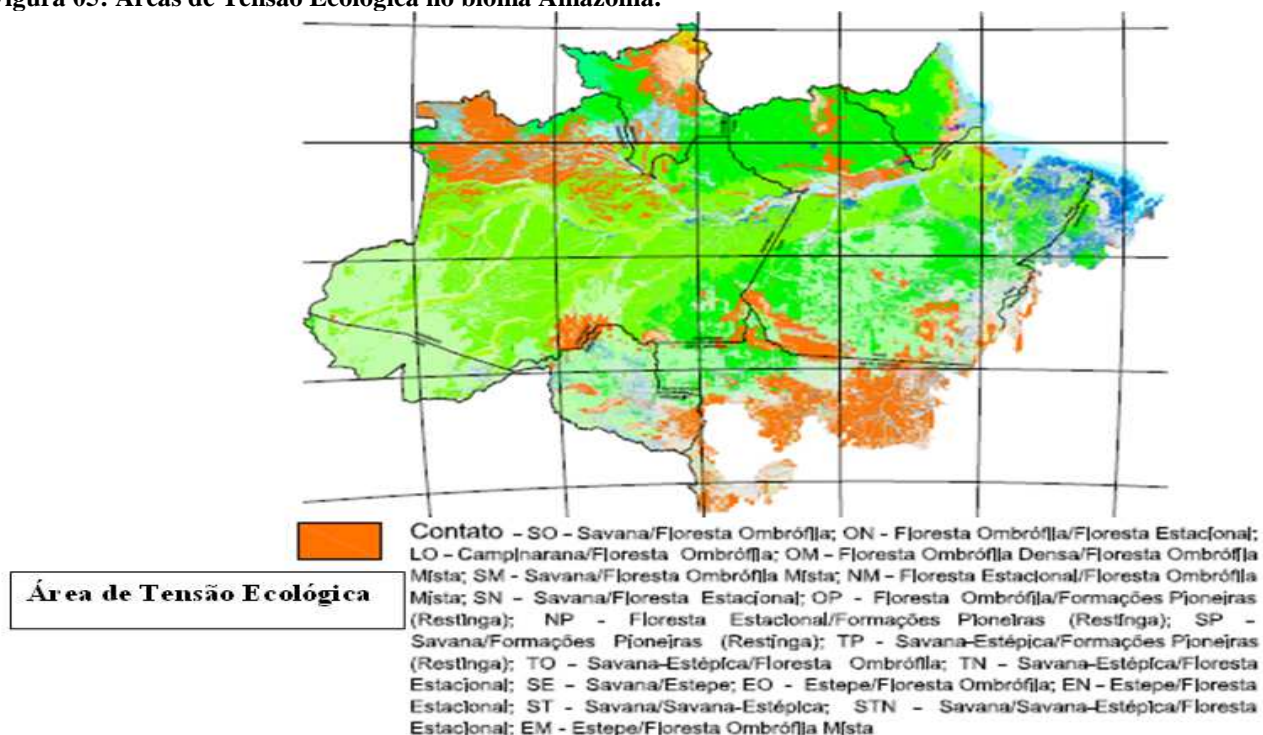 Figura 05: Áreas de Tensão Ecológica no bioma Amazônia.
Contato - SO - Savana/Floresta Ombrófila; ON - Floresta Ombrófila/Floresta Estacional;
LO - Campinarana/Floresta Ombrófila; OM - Floresta Ombrófila Densa/Floresta Ombrófila
Mista; SM - Savana/Floresta Ombrófila Mista; NM - Floresta Estacional/Floresta Ombrófila
Mista; SN - Savana/Floresta Estacional; OP - Floresta Ombrófila/Formações Pioneiras
(Restinga); NP - Floresta Estacional/Formações Pioneiras (Restinga); SP -
Savana/Formações Pioneiras (Restinga); TP - Savana-Estépica/Formações Pioneiras
(Restinga); TO - Savana-Estépica/Floresta Ombrófila; TN - Savana-Estépica/Floresta
Estacional; SE - Savana/Estepe; EO - Estepe/Floresta Ombrófila; EN - Estepe/Floresta
Estacional; ST - Savana/Savana-Estépica; STN - Savana/Savana-Estépica/Floresta
Estacional; EM - Estepe/Floresta Ombrófila Mista
Área de Tensão Ecológica